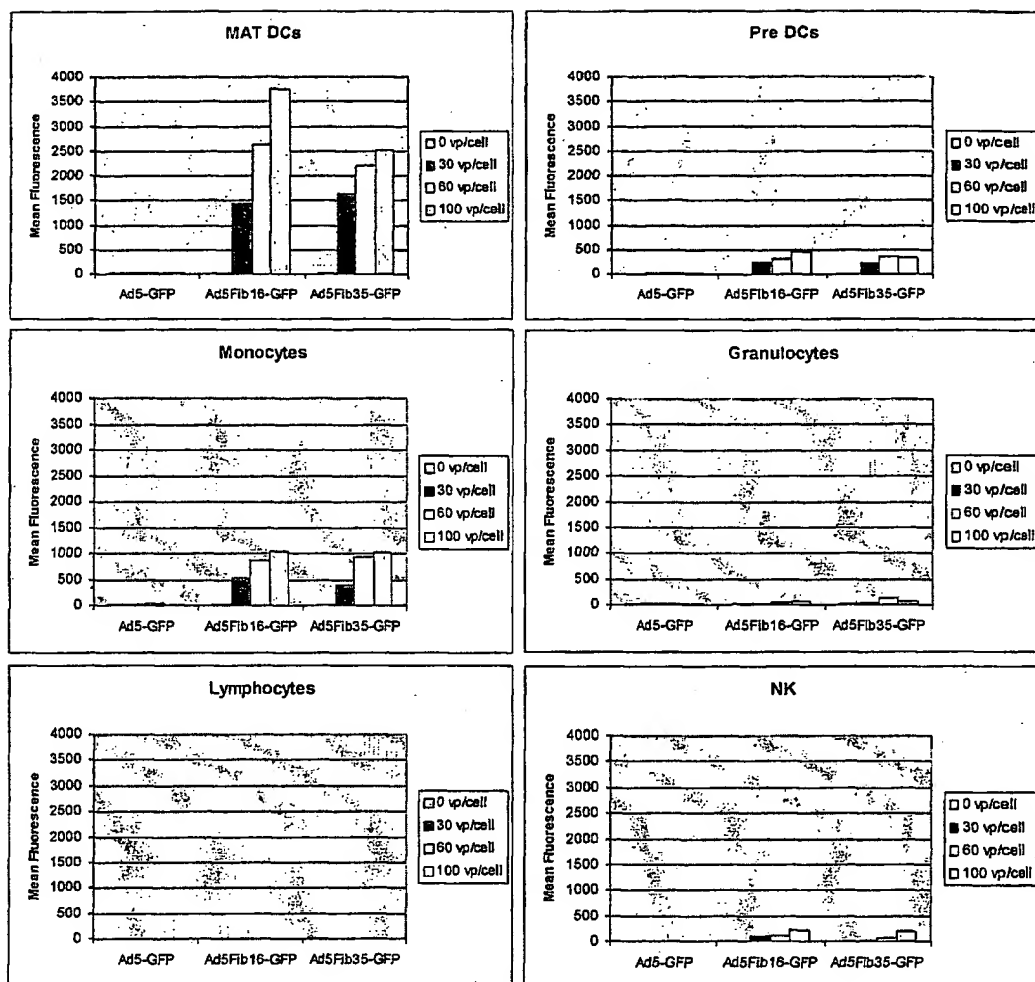 MAT DCs
Mean Fluorescence
4000
3500
3000
2500
2000
1500
1000
500
0
Ad5-GFP Ad5Fib16-GFP Ad5Fib35-GFP
0 vp/cell
30 vp/cell
60 vp/cell
100 vp/cell
Pre DCs
Mean Fluorescence
4000
3500
3000
2500
2000
1500
1000
500
0
Ad5-GFP Ad5Fib16-GFP Ad5Fib35-GFP
0 vp/cell
30 vp/cell
60 vp/cell
100 vp/cell
Monocytes
Mean Fluorescence
4000
3500
3000
2500
2000
1500
1000
500
0
Ad5-GFP Ad5Fib16-GFP Ad5Fib35-GFP
0 vp/cell
30 vp/cell
60 vp/cell
100 vp/cell
Granulocytes
Mean Fluorescence
4000
3500
3000
2500
2000
1500
1000
500
0
Ad5-GFP Ad5Fib16-GFP Ad5Fib35-GFP
0 vp/cell
30 vp/cell
60 vp/cell
100 vp/cell
Lymphocytes
Mean Fluorescence
4000
3500
3000
2500
2000
1500
1000
500
0
Ad5-GFP Ad5Fib16-GFP Ad5Fib35-GFP
0 vp/cell
30 vp/cell
60 vp/cell
100 vp/cell
NK
Mean Fluorescence
4000
3500
3000
2500
2000
1500
1000
500
0
Ad5-GFP Ad5Fib16-GFP Ad5Fib35-GFP
0 vp/cell
30 vp/cell
60 vp/cell
100 vp/cell